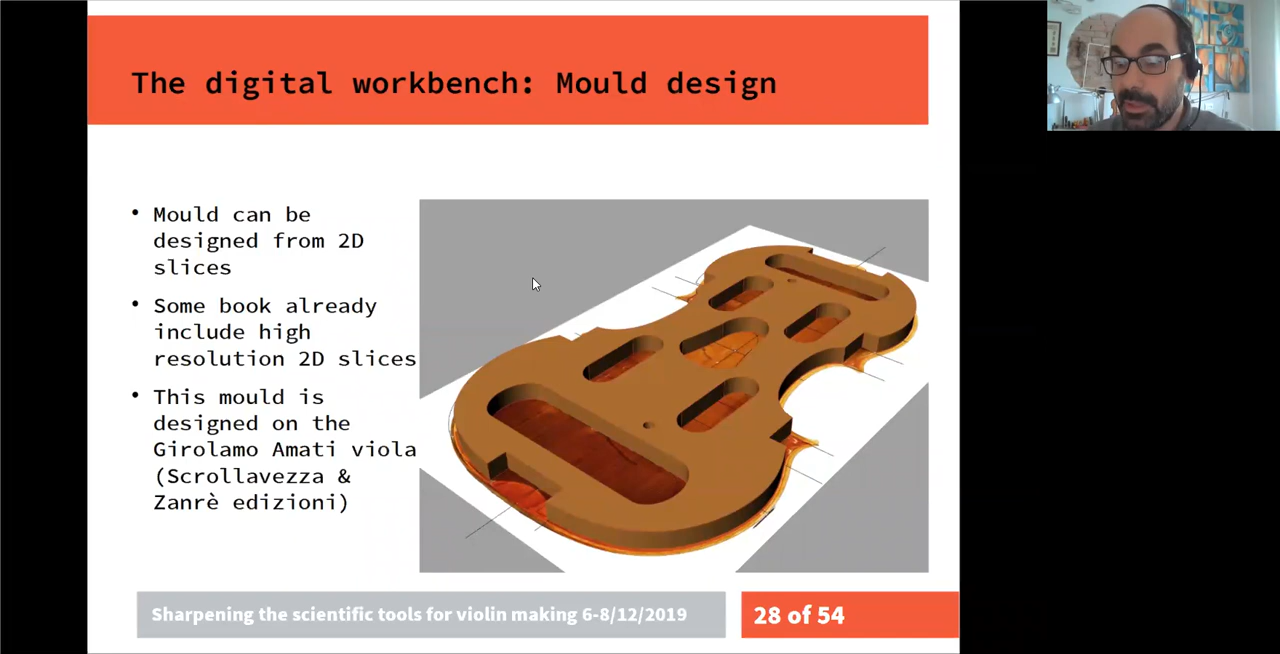 The digital workbench: Mould design
• Mould can be
designed from 2D
slices
• Some book already
include high
resolution 2D slices
• This mould is
designed on the
Girolamo Amati viola
(Scrollavezza &
Zanrè edizioni)
Sharpening the scientific tools for violin making 6-8/12/2019
28 of 54